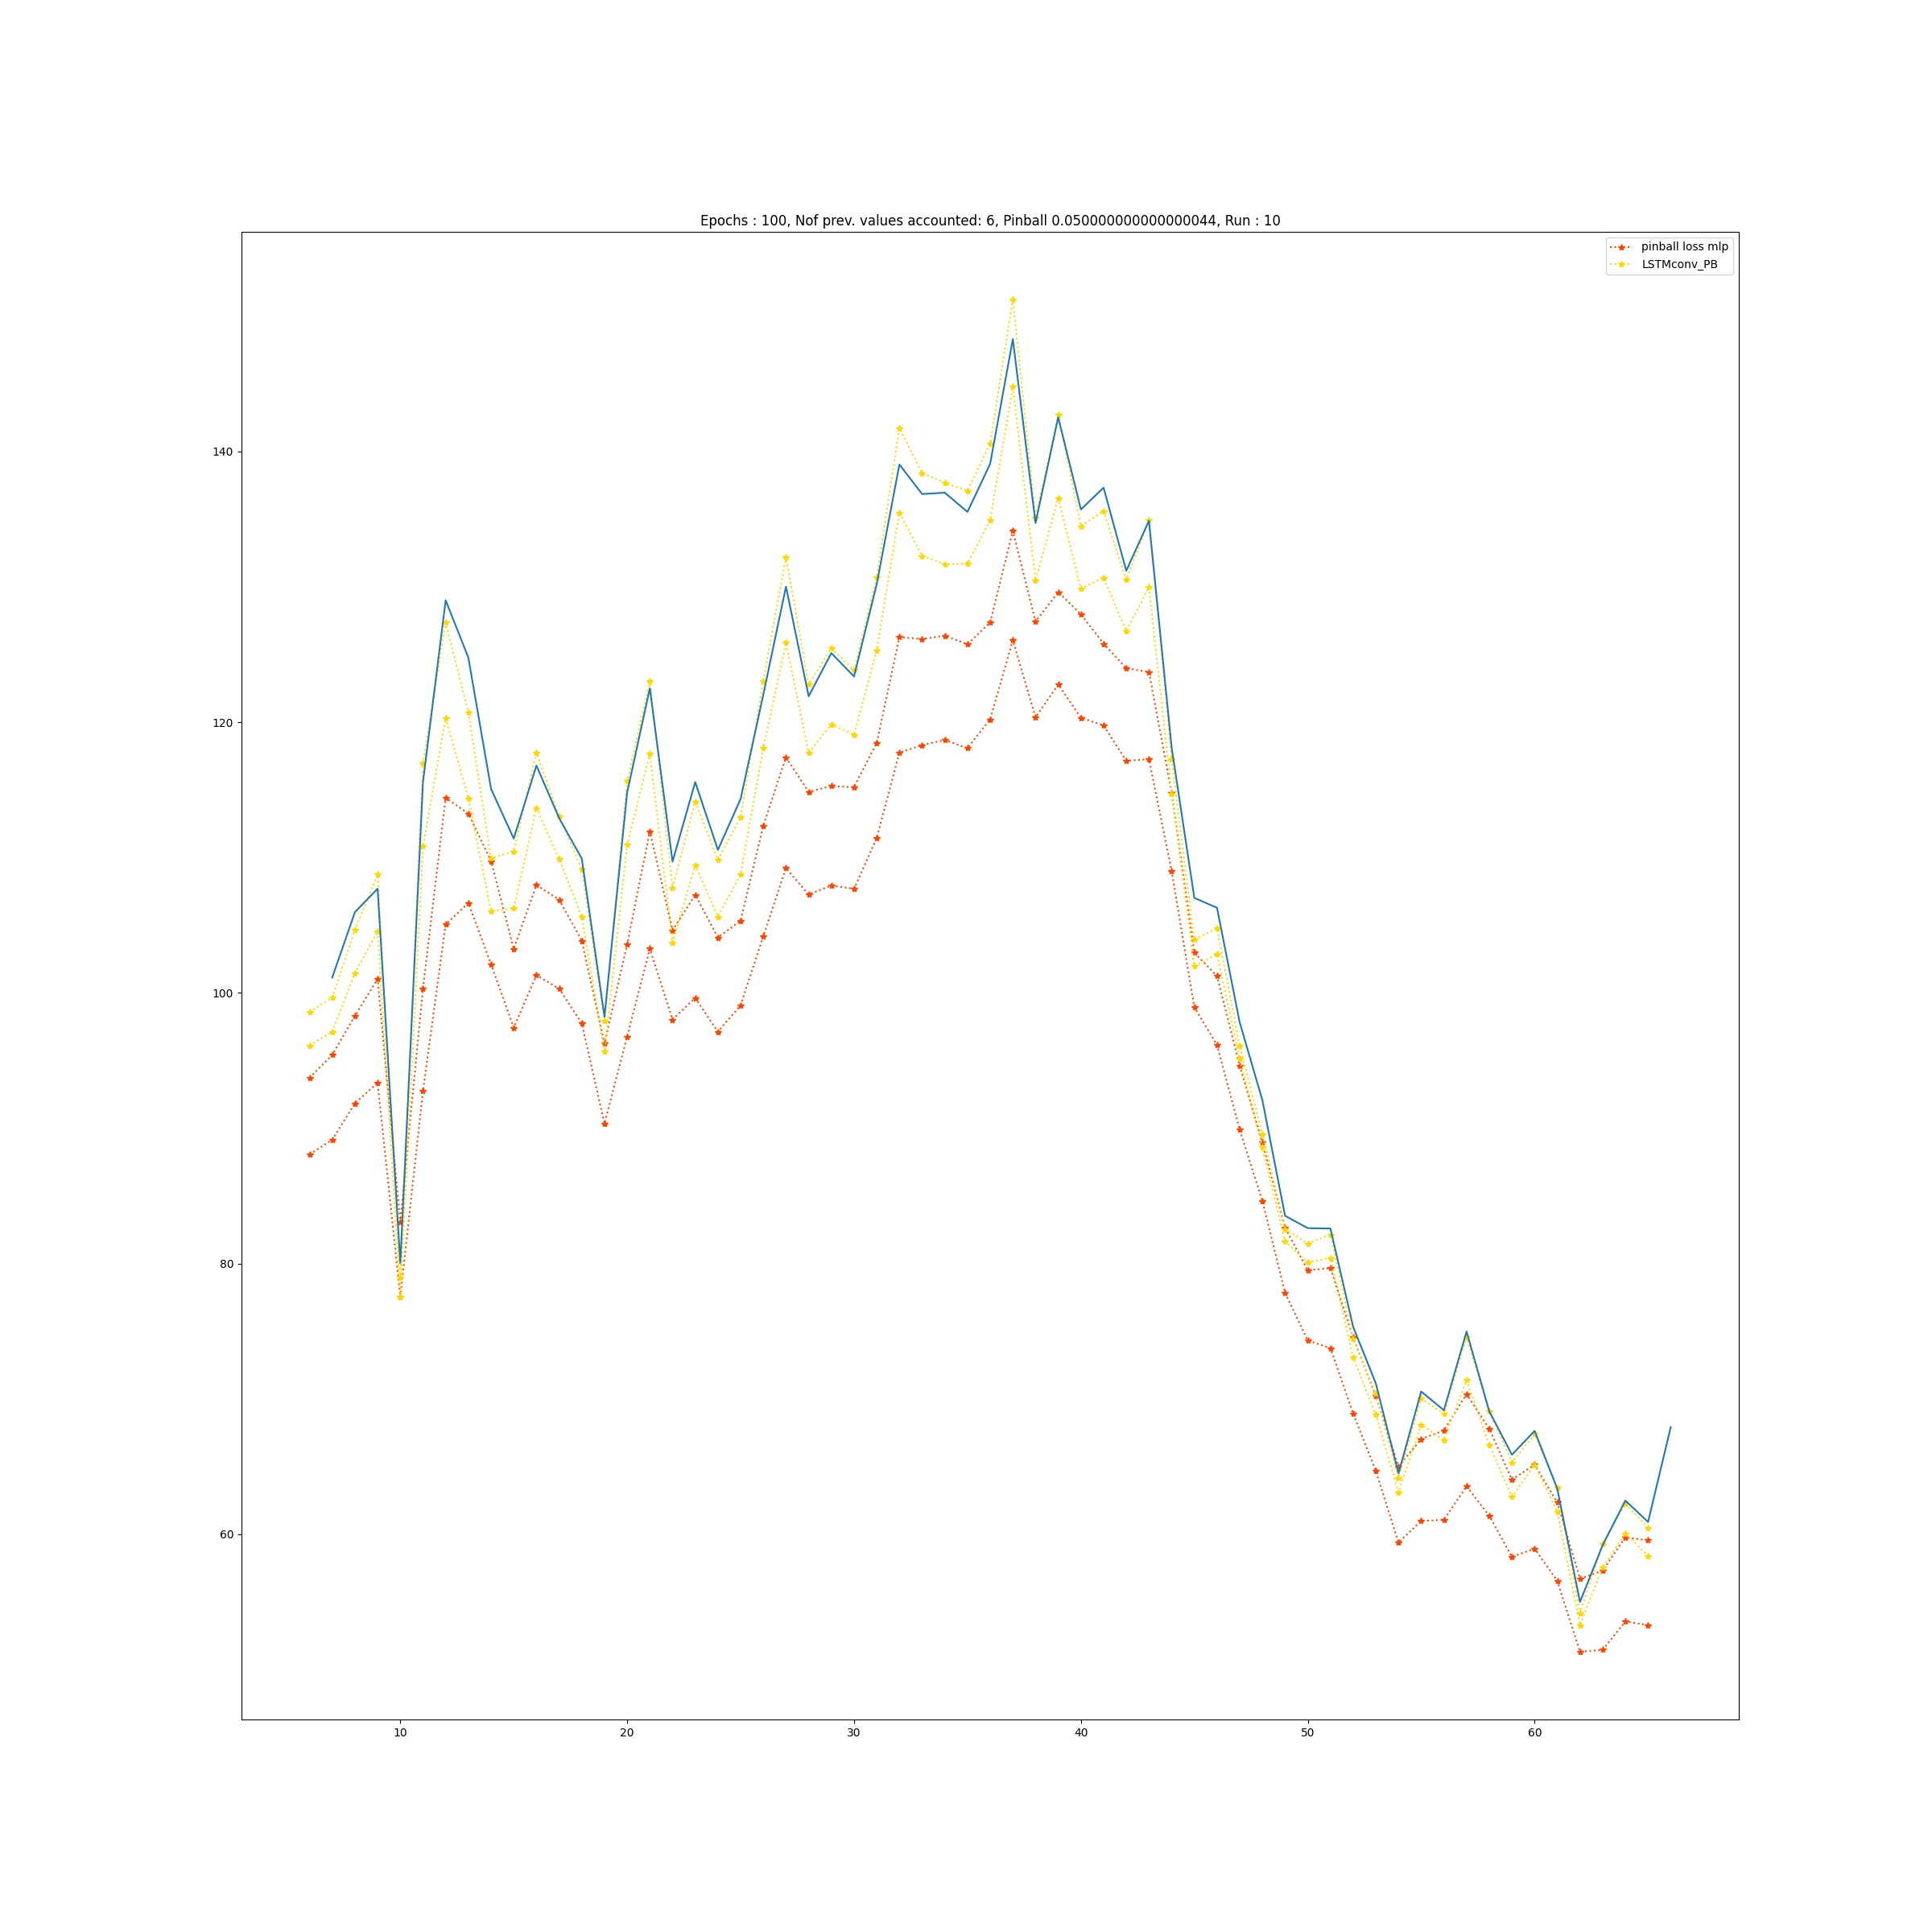 Epochs : 100, Nof prev. values accounted: 6, Pinball 0.050000000000000044, Run : 10
pinball loss mlp
LSTMconv_PB
140
120
100
80
60
10 20 30 40 50 60